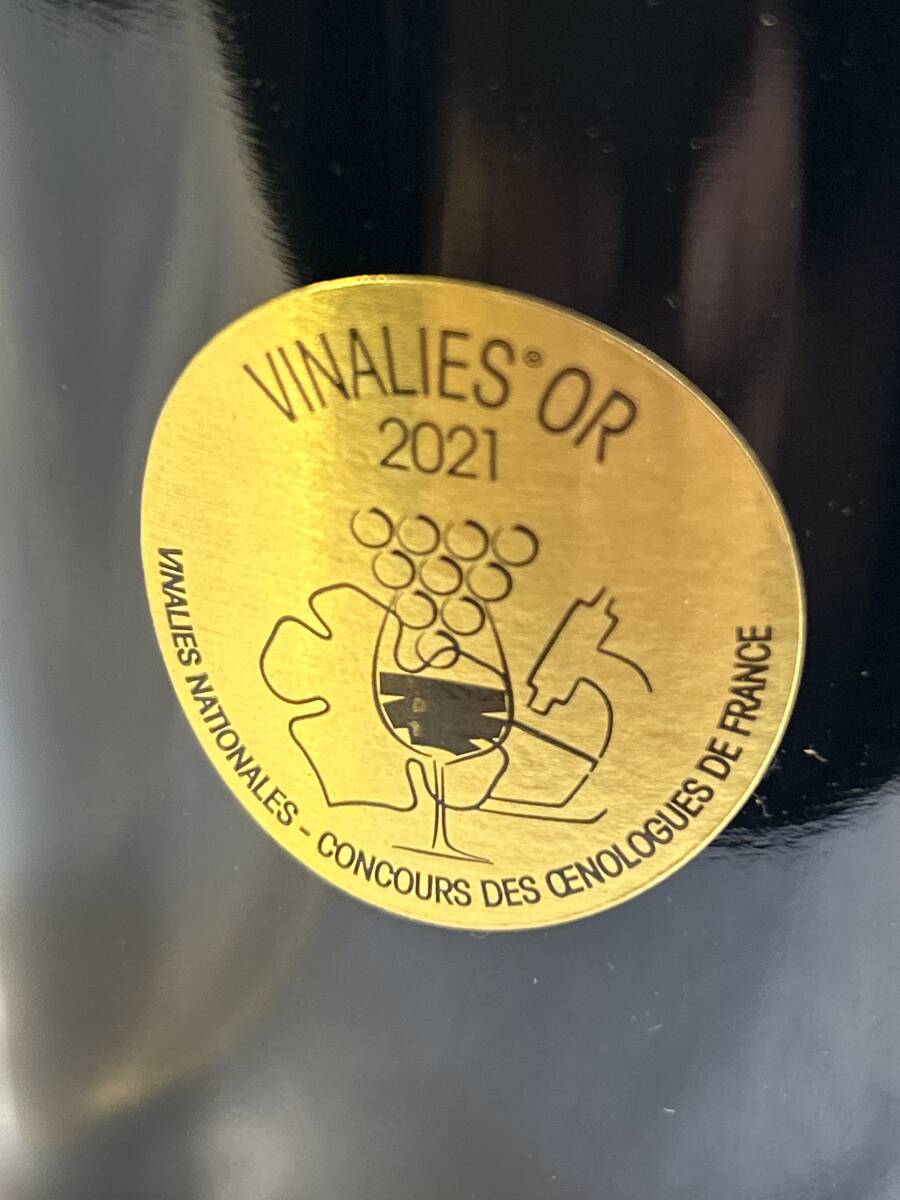 VINALIES® OR
2021
VINALIES NATIONALES - CONCOURS DES ŒNOLOGUES DE FRANCE